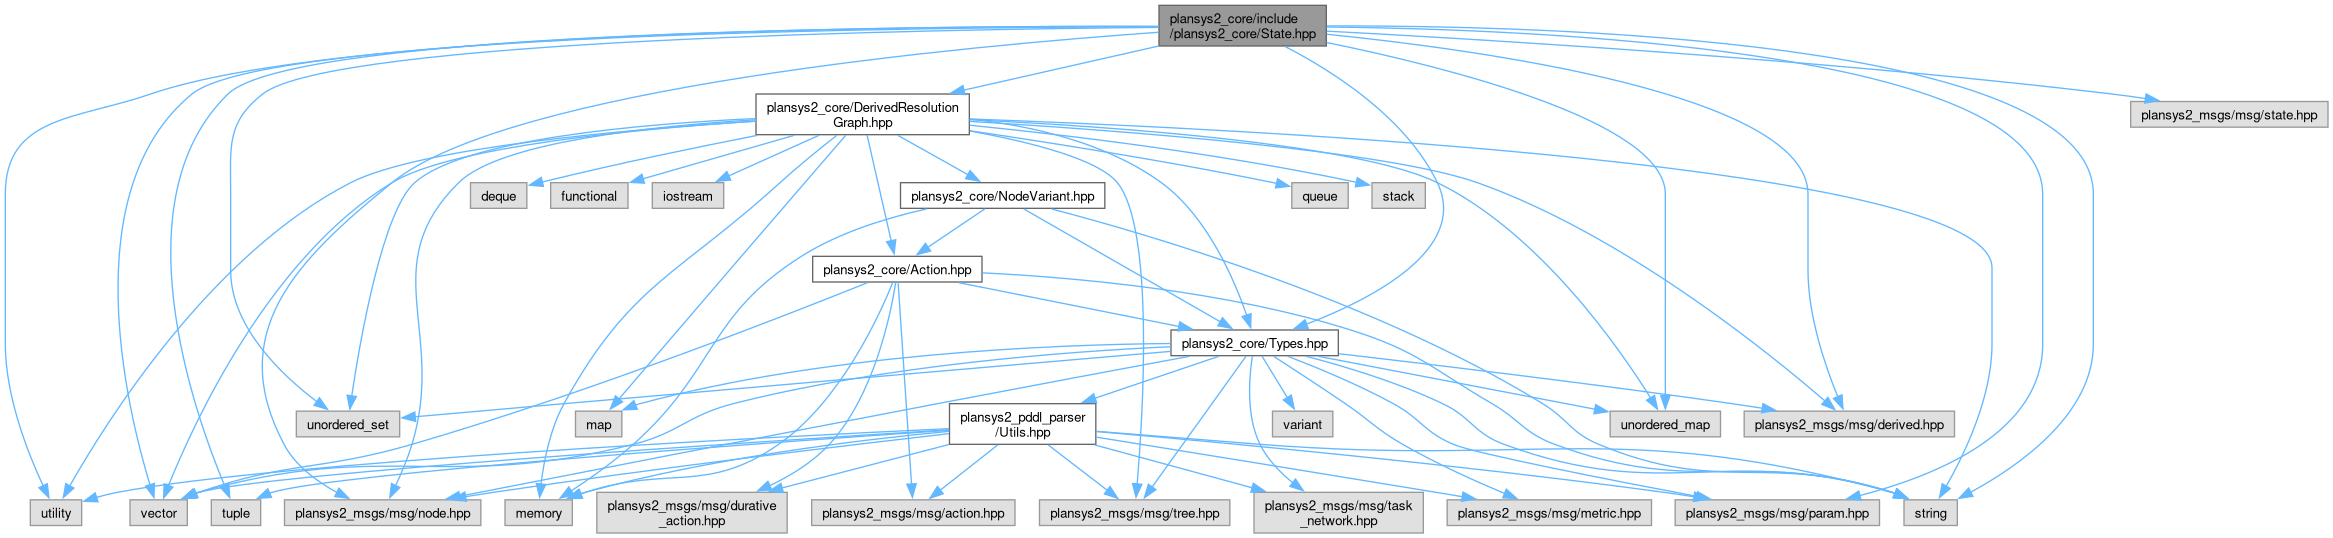 plansys2_core/include
/plansys2_core/State.hpp
plansys2_core/DerivedResolution
Graph.hpp
plansys2_msgs/msg/state.hpp
deque
functional
iostream
plansys2_core/NodeVariant.hpp
queue
stack
plansys2_core/Action.hpp
plansys2_core/Types.hpp
unordered_set
map
plansys2_pddl_parser
/Utils.hpp
variant
unordered_map
plansys2_msgs/msg/derived.hpp
utility
vector
tuple
plansys2_msgs/msg/node.hpp
memory
plansys2_msgs/msg/durative
_action.hpp
plansys2_msgs/msg/action.hpp
plansys2_msgs/msg/tree.hpp
plansys2_msgs/msg/task
_network.hpp
plansys2_msgs/msg/metric.hpp
plansys2_msgs/msg/param.hpp
string